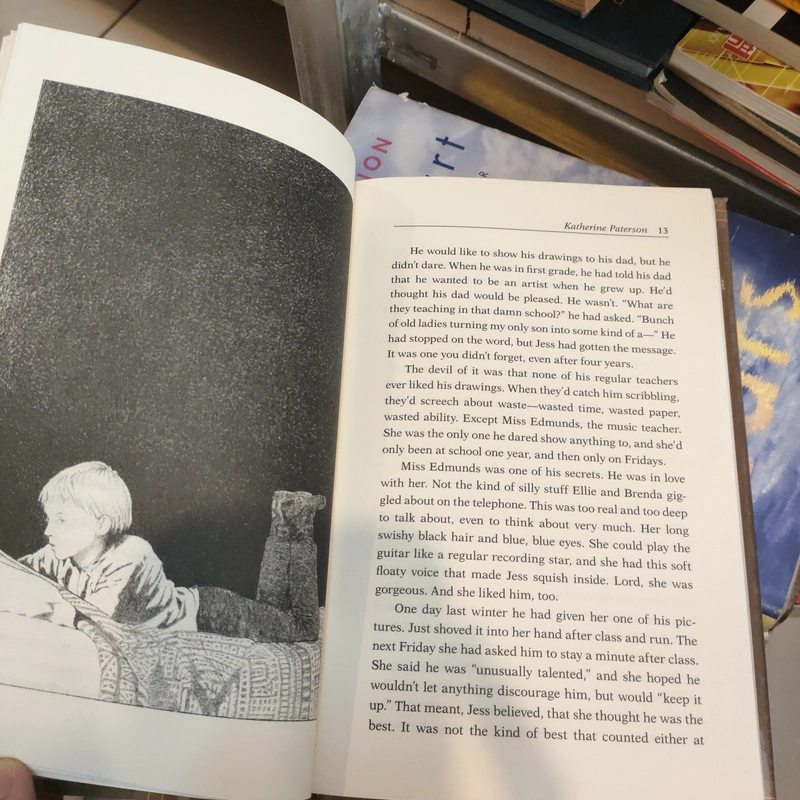 ION
rt
R
UB
Katherine Paterson 13
He would like to show his drawings to his dad, but he
didn't dare. When he was in first grade, he had told his dad
that he wanted to be an artist when he grew up. He'd
thought his dad would be pleased. He wasn't. “What are
they teaching in that damn school?” he had asked. “Bunch
of old ladies turning my only son into some kind of a—” He
had stopped on the word, but Jess had gotten the message.
It was one you didn't forget, even after four years.
The devil of it was that none of his regular teachers
ever liked his drawings. When they'd catch him scribbling,
they'd screech about waste—wasted time, wasted paper,
wasted ability. Except Miss Edmunds, the music teacher.
She was the only one he dared show anything to, and she'd
only been at school one year, and then only on Fridays.
Miss Edmunds was one of his secrets. He was in love
with her. Not the kind of silly stuff Ellie and Brenda gig-
gled about on the telephone. This was too real and too deep
to talk about, even to think about very much. Her long
swishy black hair and blue, blue eyes. She could play the
guitar like a regular recording star, and she had this soft
floaty voice that made Jess squish inside. Lord, she was
gorgeous. And she liked him, too.
One day last winter he had given her one of his pic-
tures. Just shoved it into her hand after class and run. The
next Friday she had asked him to stay a minute after class.
She said he was “unusually talented,” and she hoped he
wouldn't let anything discourage him, but would “keep it
up.” That meant, Jess believed, that she thought he was the
best. It was not the kind of best that counted either at